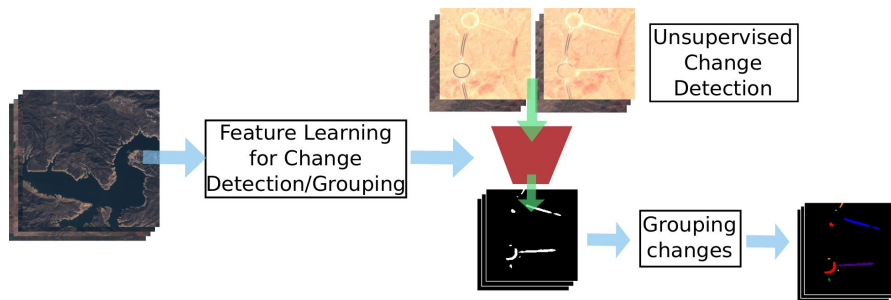 Unsupervised
Change
Detection
Feature Learning
for Change
Detection/Grouping
Grouping
changes